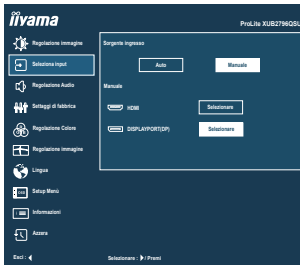 iiyama
ProLite XUB2796QSU
Regolazione immagine
Seleziona input
Regolazione Audio
Settaggi di fabbrica
Regolazione Colore
Regolazione immagine
Lingua
OSD
Setup Menù
Informazioni
Azzera
Sorgente ingresso
Auto
Manuale
Manuale
HDMI
Selezionare
DISPLAYPORT(DP)
Selezionare
Esci :
Selezionare : / Premi